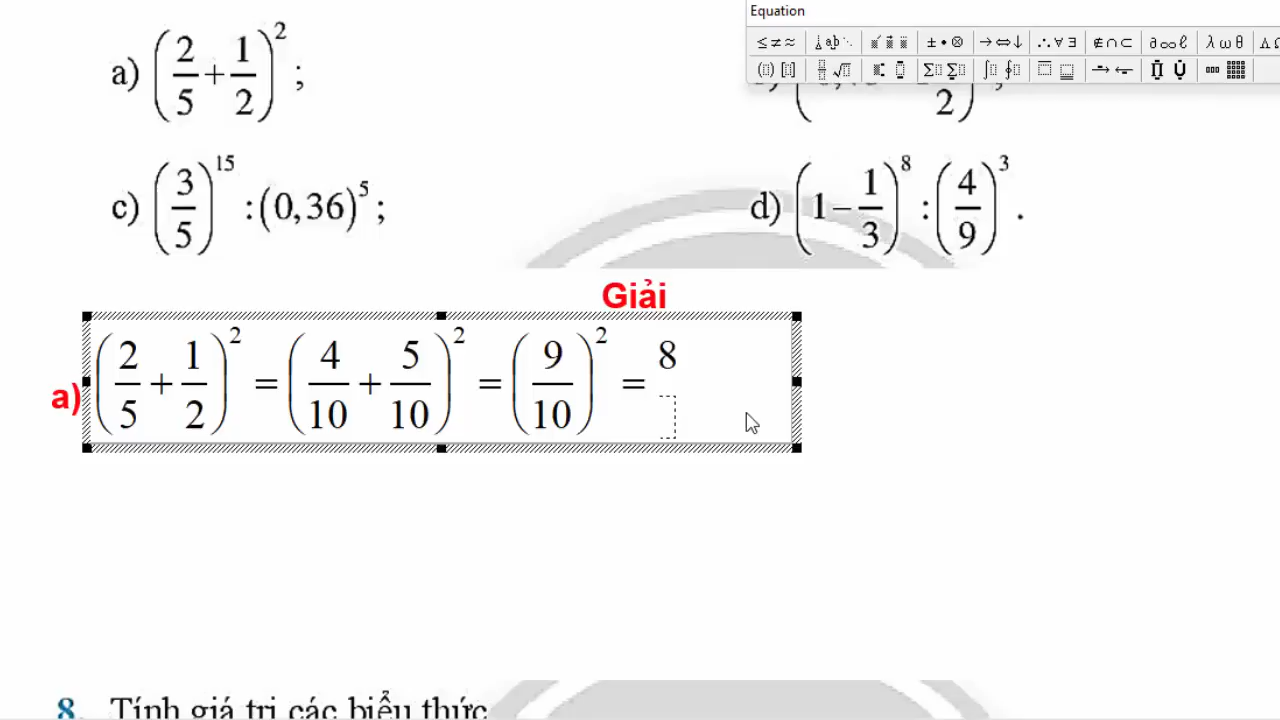 Equation
a) (2/5 + 1/2)^2 ;
c) (3/5)^15 : (0,36)^5 ;
d) (1 − 1/3)^8 : (4/9)^3 .
Giải
a) (2/5 + 1/2)^2 = (4/10 + 5/10)^2 = (9/10)^2 = 8
8. Tính giá trị các biểu thức